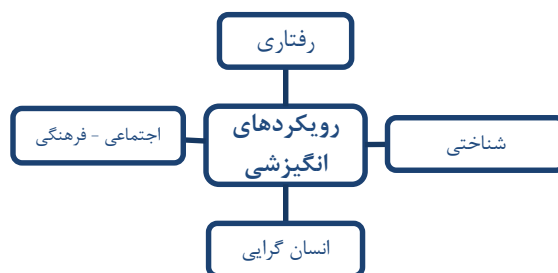 رفتاری
رویکردهای
انگیزشی
شناختی
اجتماعی - فرهنگی
انسان گرایی